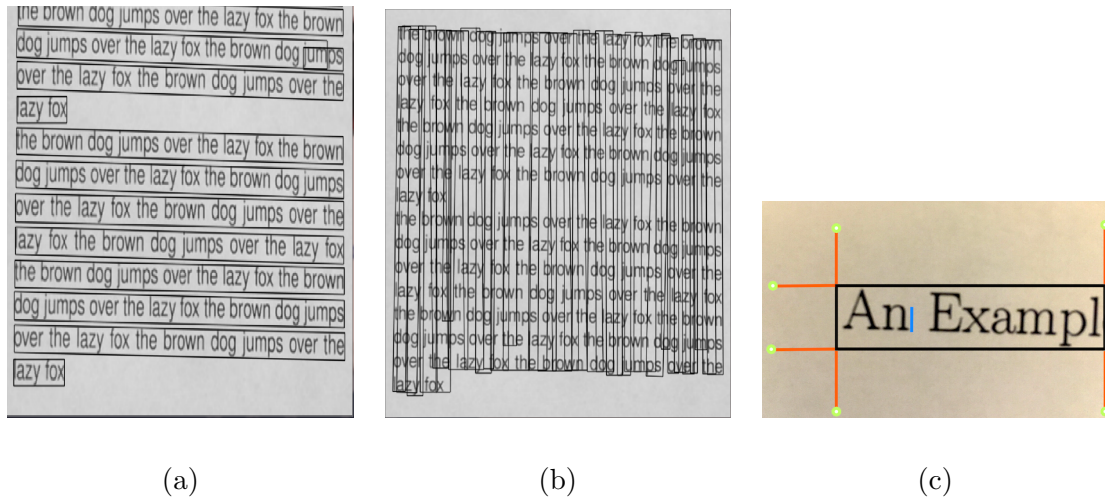 the brown dog jumps over the lazy fox the brown
dog jumps over the lazy fox the brown dog jumps
over the lazy fox the brown dog jumps over the
lazy fox
the brown dog jumps over the lazy fox the brown
dog jumps over the lazy fox the brown dog jumps
over the lazy fox the brown dog jumps over the
lazy fox the brown dog jumps over the lazy fox
the brown dog jumps over the lazy fox the brown
dog jumps over the lazy fox the brown dog jumps
over the lazy fox the brown dog jumps over the
lazy fox
(a)
the brown dog jumps over the lazy fox the brown
dog jumps over the lazy fox the brown dog jumps
over the lazy fox the brown dog jumps over the
lazy fox the brown dog jumps over the lazy fox
the brown dog jumps over the lazy fox the brown
dog jumps over the lazy fox the brown dog jumps
over the lazy fox the brown dog jumps over the
lazy fox
the brown dog jumps over the lazy fox the brown
dog jumps over the lazy fox the brown dog jumps
over the lazy fox the brown dog jumps over the
lazy fox the brown dog jumps over the lazy fox
the brown dog jumps over the lazy fox the brown
dog jumps over the lazy fox the brown dog jumps
over the lazy fox the brown dog jumps over the
lazy fox
(b)
An Example
(c)